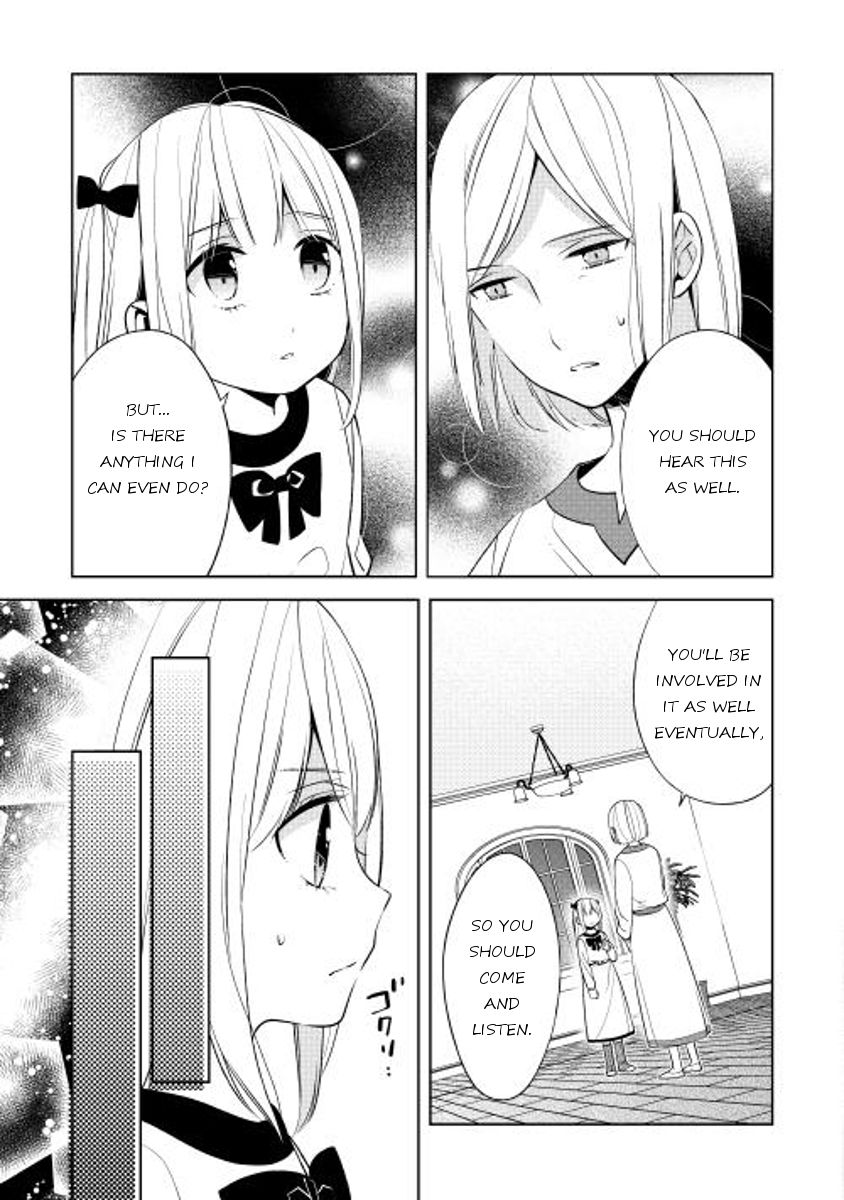 YOU SHOULD
HEAR THIS
AS WELL.
BUT...
IS THERE
ANYTHING I
CAN EVEN DO?
YOU'LL BE
INVOLVED IN
IT AS WELL
EVENTUALLY,
SO YOU
SHOULD
COME
AND
LISTEN.
ゴクリ…